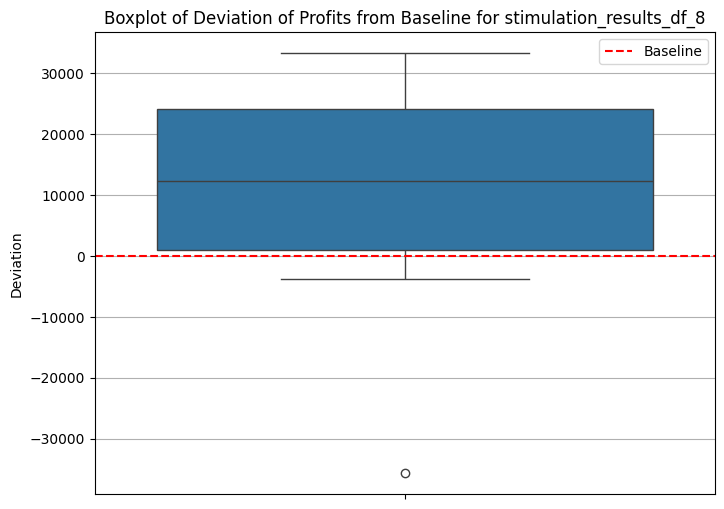 Boxplot of Deviation of Profits from Baseline for stimulation_results_df_8
Baseline
30000
20000
10000
0
−10000
−20000
−30000
Deviation